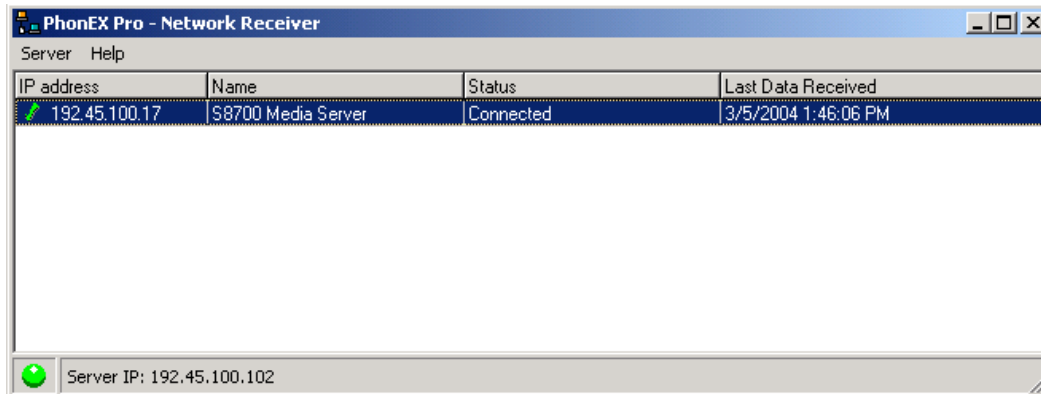 PhonEX Pro - Network Receiver
Server Help
IP address Name Status Last Data Received
192.45.100.17 S8700 Media Server Connected 3/5/2004 1:46:06 PM
Server IP: 192.45.100.102